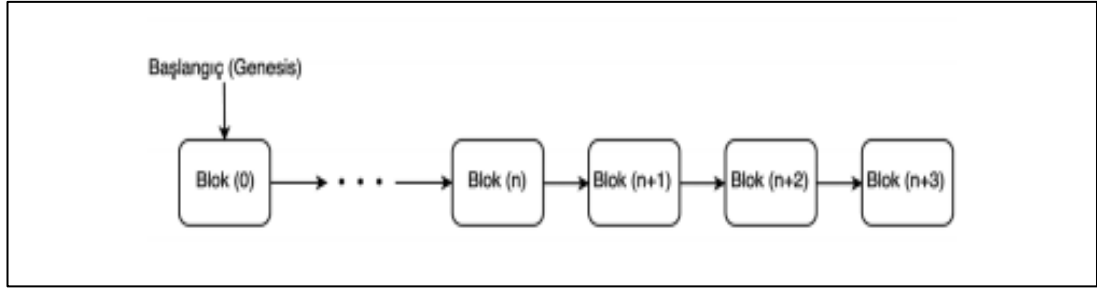 Başlangıç (Genesis)
Blok (0)
Blok (n)
Blok (n+1)
Blok (n+2)
Blok (n+3)